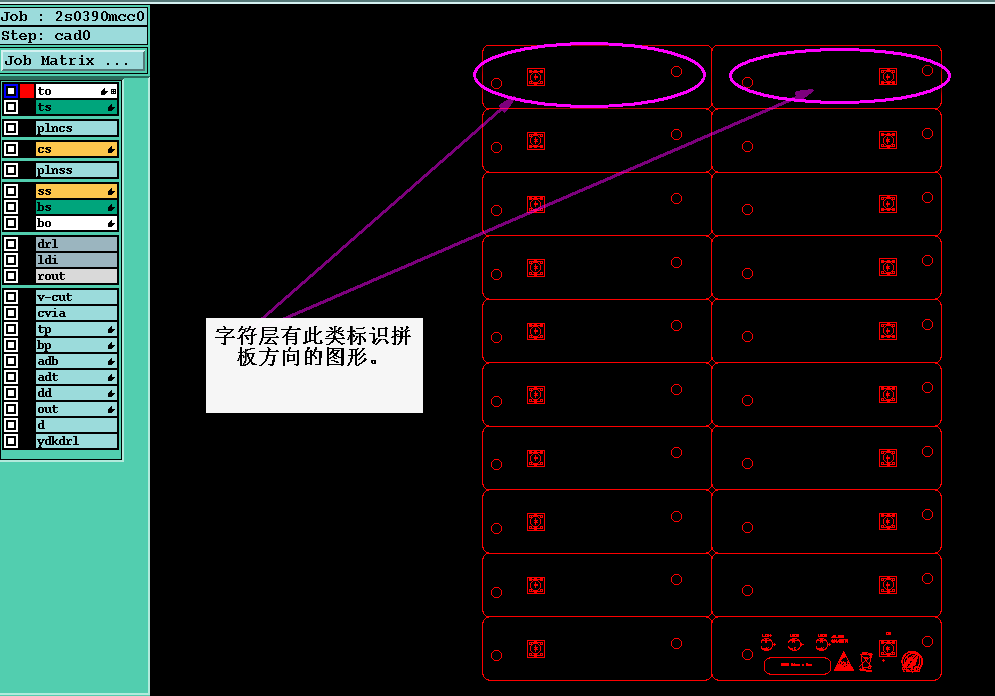 Job : 2s0390mcc0
Step: cad0
Job Matrix ...
to
ts
plncs
cs
plnss
ss
bs
bo
drl
ldi
rout
v-cut
cvia
tp
bp
adb
adt
dd
out
d
ydkdrl
字符层有此类标识拼
板方向的图形。